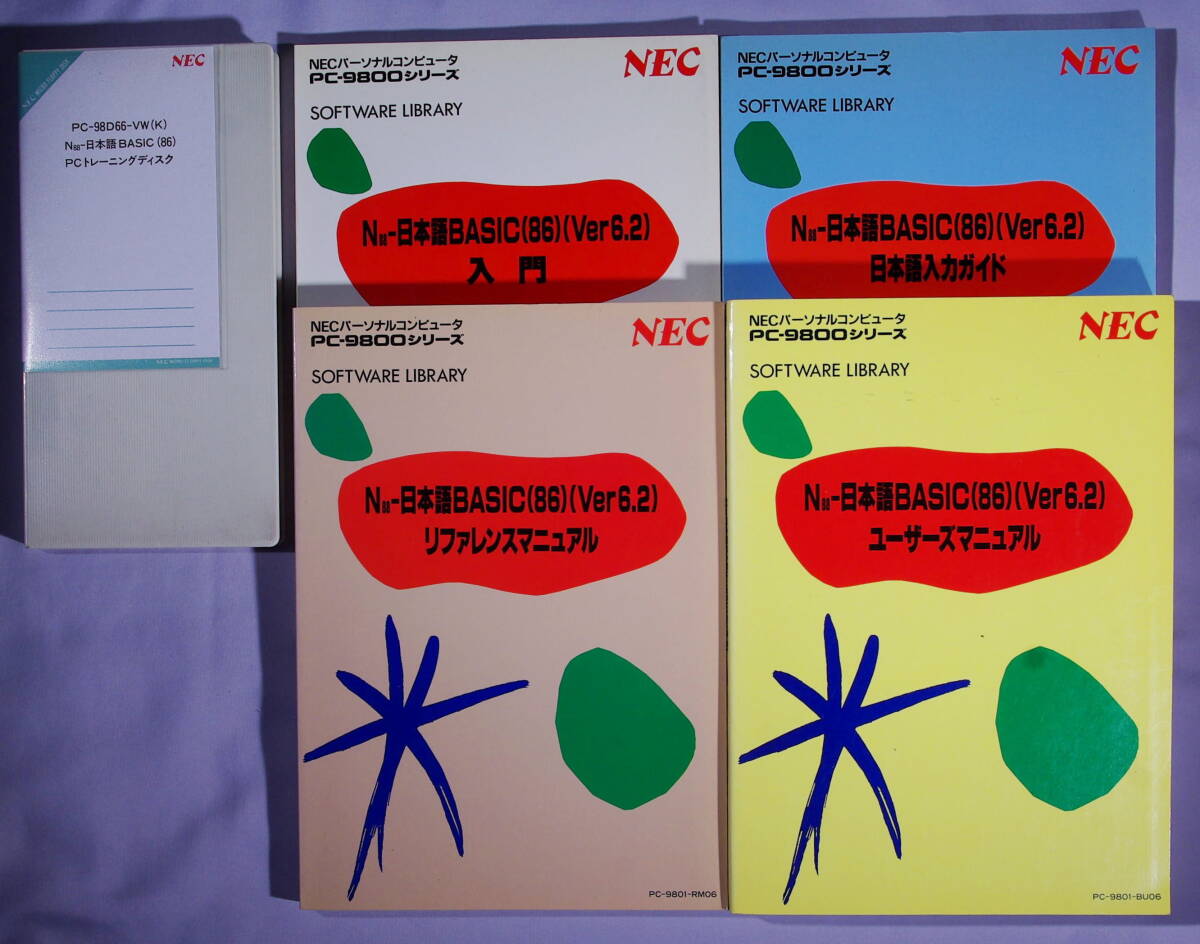 NEC MICRO FLOPPY DISK
NEC
PC-98D66-VW(K)
N88-日本語BASIC(86)
PCトレーニングディスク
NEC MICRO FLOPPY DISK
NECパーソナルコンピュータ
PC-9800シリーズ
NEC
SOFTWARE LIBRARY
N88-日本語BASIC(86)(Ver6.2)
入門
NECパーソナルコンピュータ
PC-9800シリーズ
NEC
SOFTWARE LIBRARY
N88-日本語BASIC(86)(Ver6.2)
日本語入力ガイド
NECパーソナルコンピュータ
PC-9800シリーズ
NEC
SOFTWARE LIBRARY
N88-日本語BASIC(86)(Ver6.2)
リファレンスマニュアル
PC-9801-RM06
NECパーソナルコンピュータ
PC-9800シリーズ
NEC
SOFTWARE LIBRARY
N88-日本語BASIC(86)(Ver6.2)
ユーザーズマニュアル
PC-9801-BU06